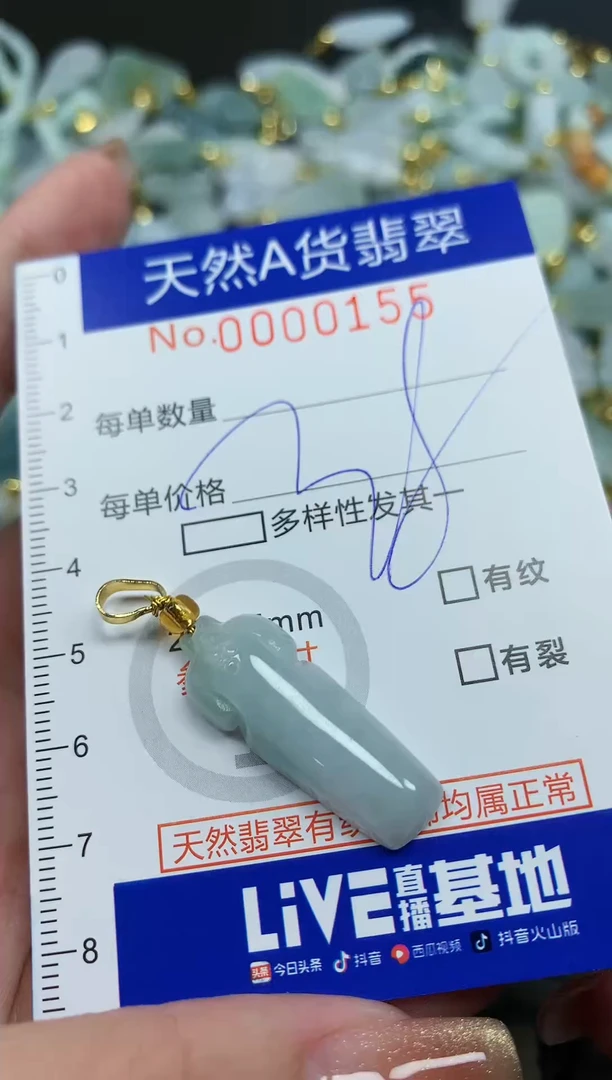 天然A货翡翠
No.0000155
每单数量
每单价格
多样性发其一
有纹
mm
有裂
天然翡翠有 均属正常
LiVE直播基地
今日头条 抖音 西瓜视频 抖音火山版
0
1
2
3
4
5
6
7
8